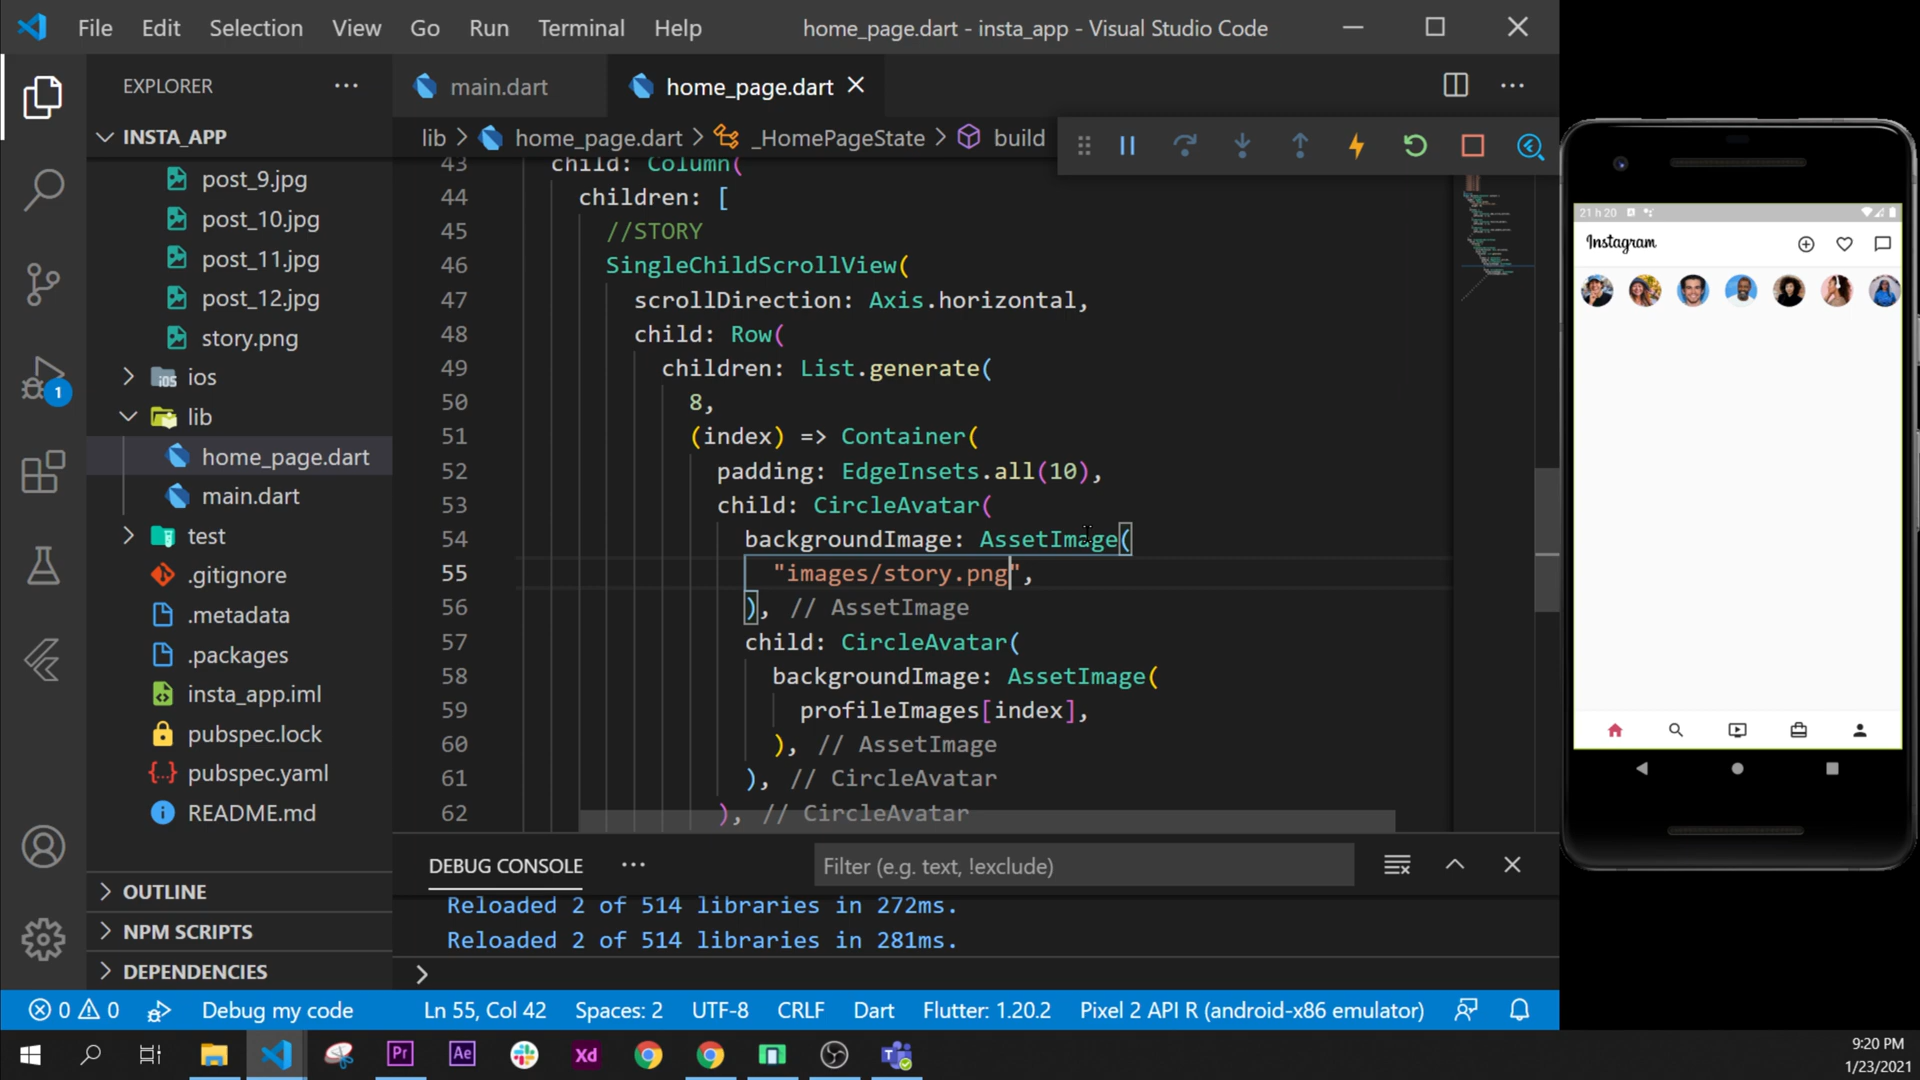 File Edit Selection View Go Run Terminal Help
home_page.dart - insta_app - Visual Studio Code
EXPLORER
main.dart
home_page.dart
INSTA_APP
lib > home_page.dart > _HomePageState > build
post_9.jpg
post_10.jpg
post_11.jpg
post_12.jpg
story.png
ios
lib
home_page.dart
main.dart
test
.gitignore
.metadata
.packages
insta_app.iml
pubspec.lock
pubspec.yaml
README.md
OUTLINE
NPM SCRIPTS
DEPENDENCIES
43 child: Column(
44 children: [
45 //STORY
46 SingleChildScrollView(
47 scrollDirection: Axis.horizontal,
48 child: Row(
49 children: List.generate(
50 8,
51 (index) => Container(
52 padding: EdgeInsets.all(10),
53 child: CircleAvatar(
54 backgroundImage: AssetImage(
55 "images/story.png",
56 ), // AssetImage
57 child: CircleAvatar(
58 backgroundImage: AssetImage(
59 profileImages[index],
60 ), // AssetImage
61 ), // CircleAvatar
62 ), // CircleAvatar
DEBUG CONSOLE
Filter (e.g. text, !exclude)
Reloaded 2 of 514 libraries in 272ms.
Reloaded 2 of 514 libraries in 281ms.
>
0 0 Debug my code Ln 55, Col 42 Spaces: 2 UTF-8 CRLF Dart Flutter: 1.20.2 Pixel 2 API R (android-x86 emulator)
1
21 h 20
Instagram
Pr
Ae
Xd
9:20 PM
1/23/2021